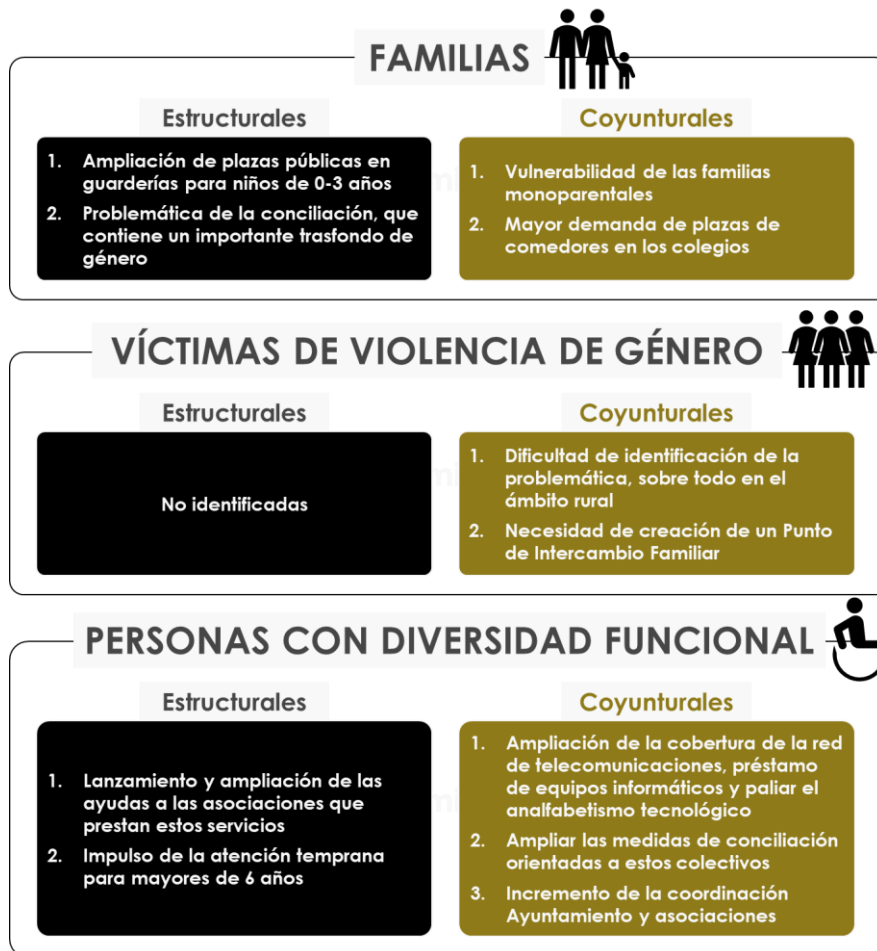 FAMILIAS
Estructurales
1. Ampliación de plazas públicas en
guarderías para niños de 0-3 años
2. Problemática de la conciliación, que
contiene un importante trasfondo de
género
Coyunturales
1. Vulnerabilidad de las familias
monoparentales
2. Mayor demanda de plazas de
comedores en los colegios
VÍCTIMAS DE VIOLENCIA DE GÉNERO
Estructurales
No identificadas
Coyunturales
1. Dificultad de identificación de la
problemática, sobre todo en el
ámbito rural
2. Necesidad de creación de un Punto
de Intercambio Familiar
PERSONAS CON DIVERSIDAD FUNCIONAL
Estructurales
1. Lanzamiento y ampliación de las
ayudas a las asociaciones que
prestan estos servicios
2. Impulso de la atención temprana
para mayores de 6 años
Coyunturales
1. Ampliación de la cobertura de la red
de telecomunicaciones, préstamo
de equipos informáticos y paliar el
analfabetismo tecnológico
2. Ampliar las medidas de conciliación
orientadas a estos colectivos
3. Incremento de la coordinación
Ayuntamiento y asociaciones